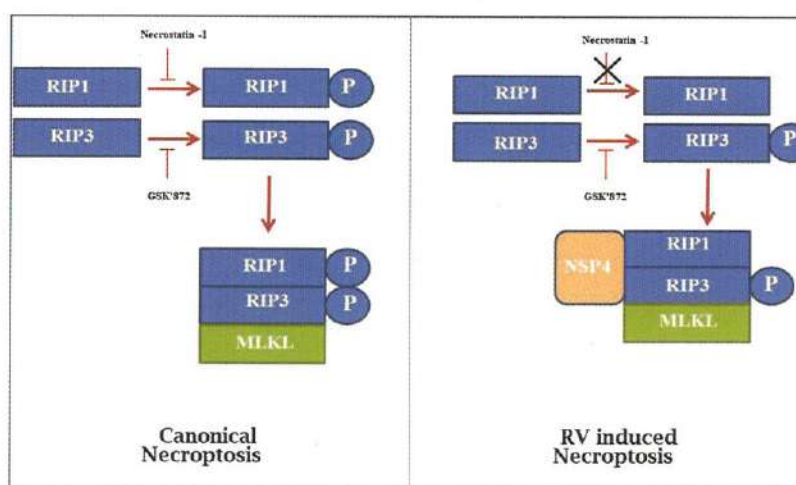 Necrostatin -1
RIP1
RIP1
P
RIP3
RIP3
P
GSK'872
RIP1
P
RIP3
P
MLKL
Canonical
Necroptosis
Necrostatin -1
RIP1
RIP1
RIP3
RIP3
P
GSK'872
NSP4
RIP1
RIP3
P
MLKL
RV induced
Necroptosis